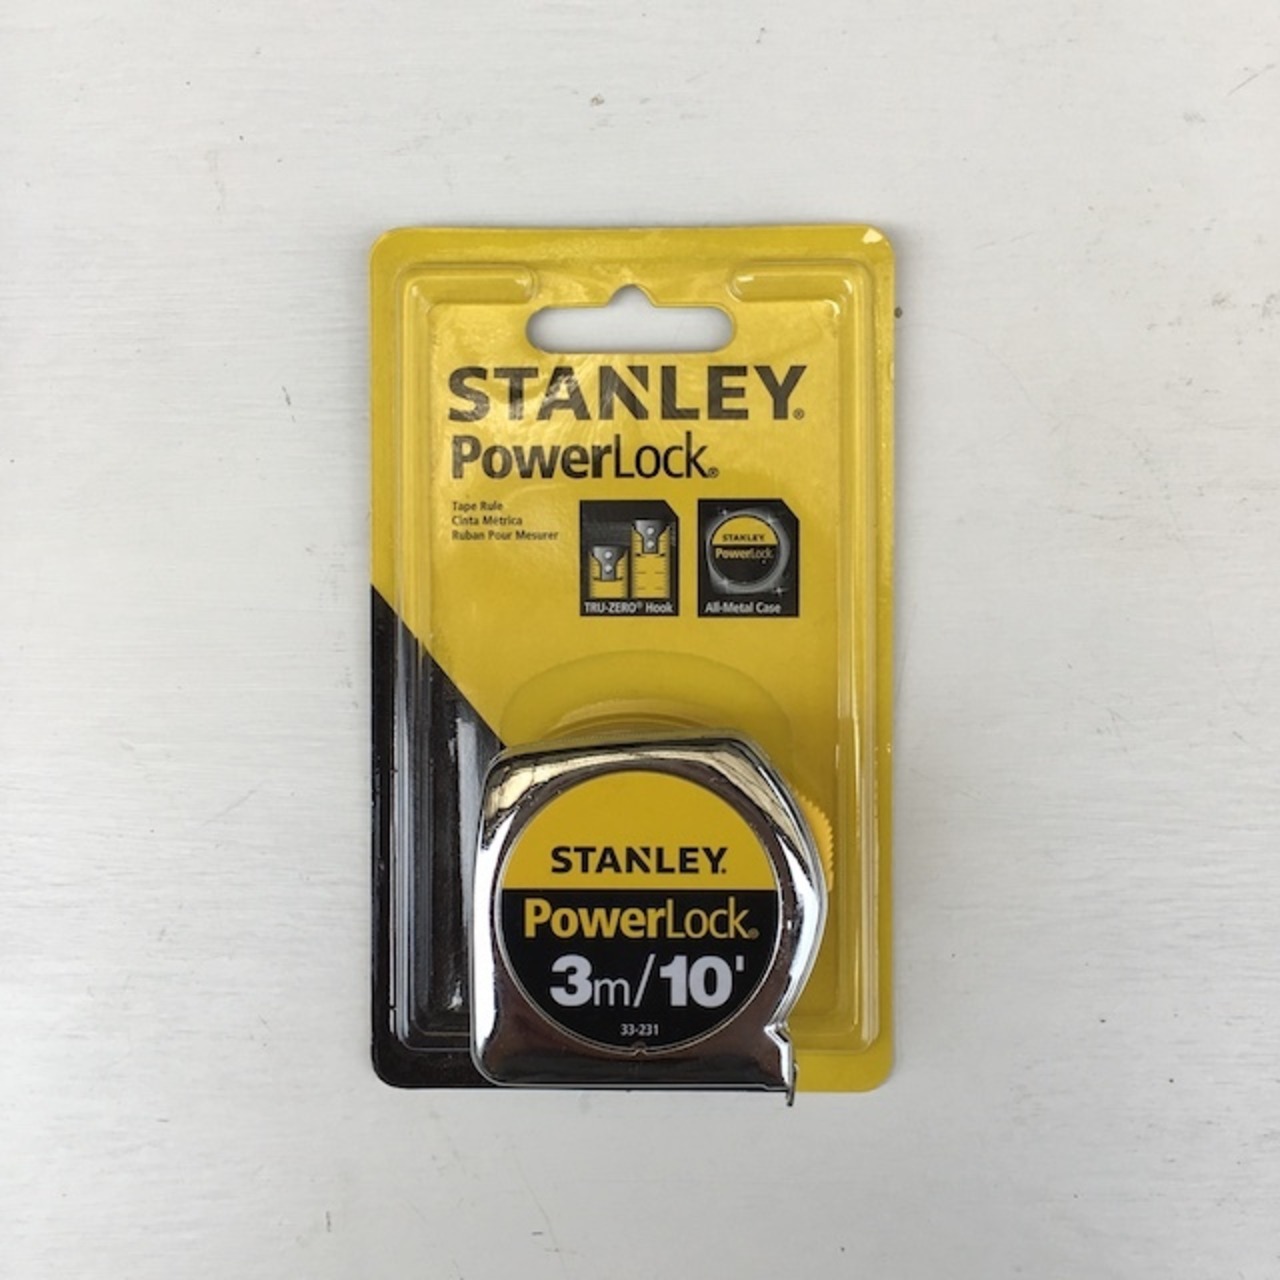 STANLEY®
PowerLock®
Tape Rule
Cinta Métrica
Ruban Pour Mesurer
TRU-ZERO® Hook
STANLEY
PowerLock
All-Metal Case
STANLEY
PowerLock®
3m/10'
33-231